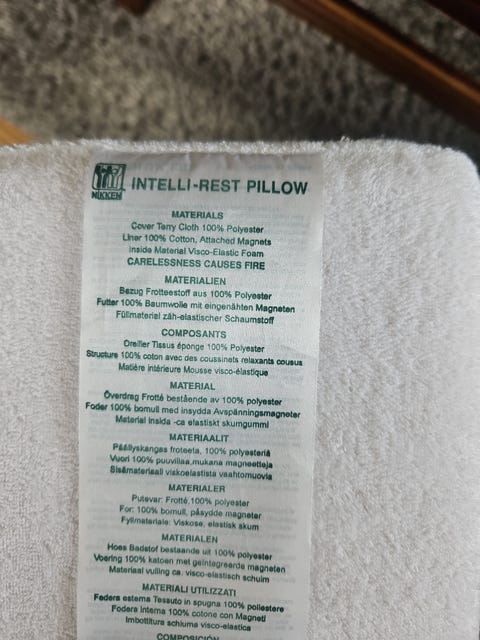 NIKKEN
INTELLI-REST PILLOW
MATERIALS
Cover Terry Cloth 100% Polyester
Liner 100% Cotton, Attached Magnets
Inside Material Visco-Elastic Foam
CARELESSNESS CAUSES FIRE
MATERIALIEN
Bezug Frotteestoff aus 100% Polyester
Futter 100% Baumwolle mit eingenähten Magneten
Füllmaterial zäh-elastischer Schaumstoff
COMPOSANTS
Oreiller Tissus éponge 100% Polyester
Structure 100% coton avec des coussinets relaxants cousus
Matière intérieure Mousse visco-élastique
MATERIAL
Överdrag Frotté bestående av 100% polyester
Foder 100% bomull med insydda Avspänningsmagneter
Material insida -ca elastiskt skumgummi
MATERIAALIT
Päällyskangas froteeta, 100% polyesteriä
Vuori 100% puuvillaa,mukana magneetteja
Sisämateriaali viskoelastista vaahtomuovia
MATERIALER
Putevar: Frotté,100% polyester
For: 100% bomull, påsydde magneter
Fyllmateriale: Viskose, elastisk skum
MATERIALEN
Hoes Badstof bestaande uit 100% polyester
Voering 100% katoen met geïntegreerde magneten
Materiaal vulling ca. visco-elastisch schuim
MATERIALI UTILIZZATI
Federa esterna Tessuto in spugna 100% poliestere
Fodera interna 100% cotone con Magneti
Imbottitura schiuma visco-elastica
COMPOSICIÓN